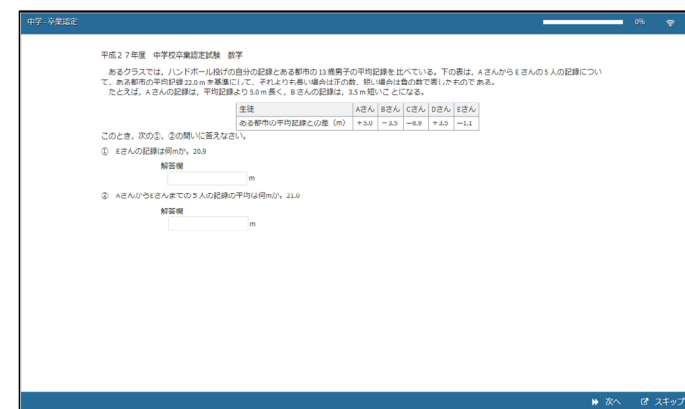 中学-卒業認定
0%
平成27年度 中学校卒業認定試験 数学
あるクラスでは，ハンドボール投げの自分の記録とある都市の13歳男子の平均記録を比べている。下の表は，AさんからEさんの5人の記録につい
て，ある都市の平均記録22.0mを基準にして，それよりも長い場合は正の数，短い場合は負の数で表したものである。
たとえば，Aさんの記録は，平均記録より5.0m長く，Bさんの記録は，3.5m短いことになる。
生徒 Aさん Bさん Cさん Dさん Eさん
ある都市の平均記録との差（m） ＋5.0 －3.5 －8.9 ＋3.5 －1.1
このとき，次の①，②の問いに答えなさい。
① Eさんの記録は何mか。20.9
解答欄
m
② AさんからEさんまでの5人の記録の平均は何mか。21.0
解答欄
m
次へ スキップ